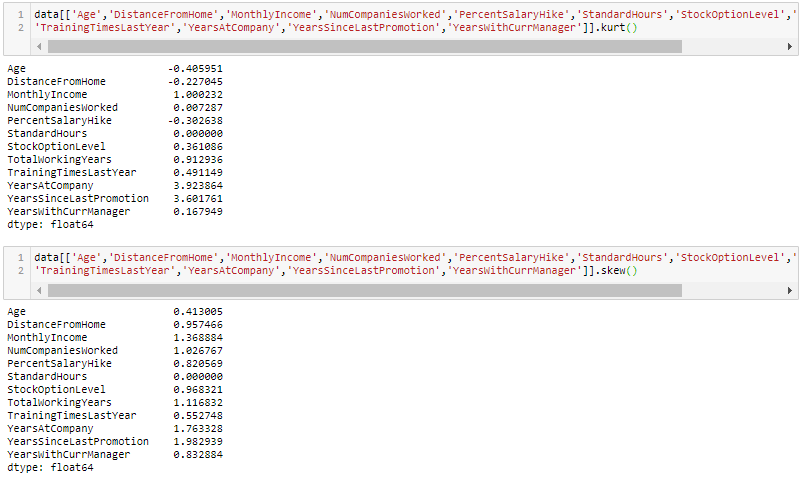 1 data[['Age','DistanceFromHome','MonthlyIncome','NumCompaniesWorked','PercentSalaryHike','StandardHours','StockOptionLevel','
2 'TrainingTimesLastYear','YearsAtCompany','YearsSinceLastPromotion','YearsWithCurrManager']].kurt()
Age -0.405951
DistanceFromHome -0.227045
MonthlyIncome 1.000232
NumCompaniesWorked 0.007287
PercentSalaryHike -0.302638
StandardHours 0.000000
StockOptionLevel 0.361086
TotalWorkingYears 0.912936
TrainingTimesLastYear 0.491149
YearsAtCompany 3.923864
YearsSinceLastPromotion 3.601761
YearsWithCurrManager 0.167949
dtype: float64
1 data[['Age','DistanceFromHome','MonthlyIncome','NumCompaniesWorked','PercentSalaryHike','StandardHours','StockOptionLevel','
2 'TrainingTimesLastYear','YearsAtCompany','YearsSinceLastPromotion','YearsWithCurrManager']].skew()
Age 0.413005
DistanceFromHome 0.957466
MonthlyIncome 1.368884
NumCompaniesWorked 1.026767
PercentSalaryHike 0.820569
StandardHours 0.000000
StockOptionLevel 0.968321
TotalWorkingYears 1.116832
TrainingTimesLastYear 0.552748
YearsAtCompany 1.763328
YearsSinceLastPromotion 1.982939
YearsWithCurrManager 0.832884
dtype: float64